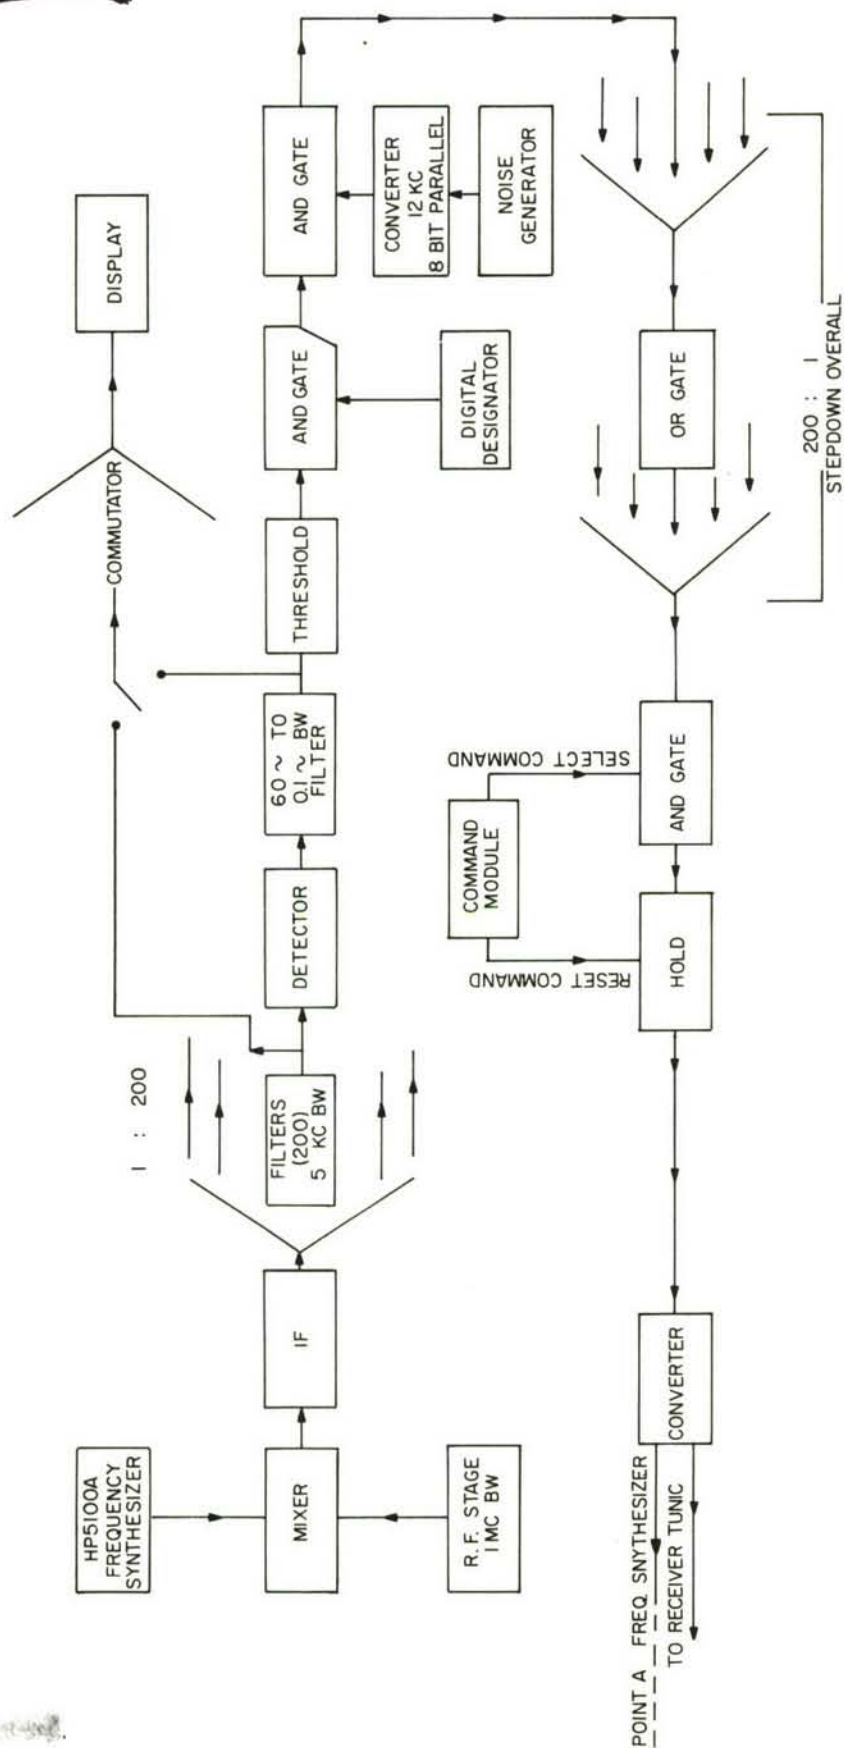 HP5100A
FREQUENCY
SYNTHESIZER
MIXER
R.F. STAGE
1 MC BW
IF
1 : 200
FILTERS
(200)
5 KC BW
DETECTOR
60~ TO
0.1~ BW
FILTER
THRESHOLD
COMMUTATOR
DISPLAY
AND GATE
DIGITAL
DESIGNATOR
AND GATE
CONVERTER
12 KC
8 BIT PARALLEL
NOISE
GENERATOR
OR GATE
200 : 1
STEPDOWN OVERALL
AND GATE
SELECT COMMAND
COMMAND
MODULE
RESET COMMAND
HOLD
CONVERTER
POINT A FREQ. SNYTHESIZER
TO RECEIVER TUNIC